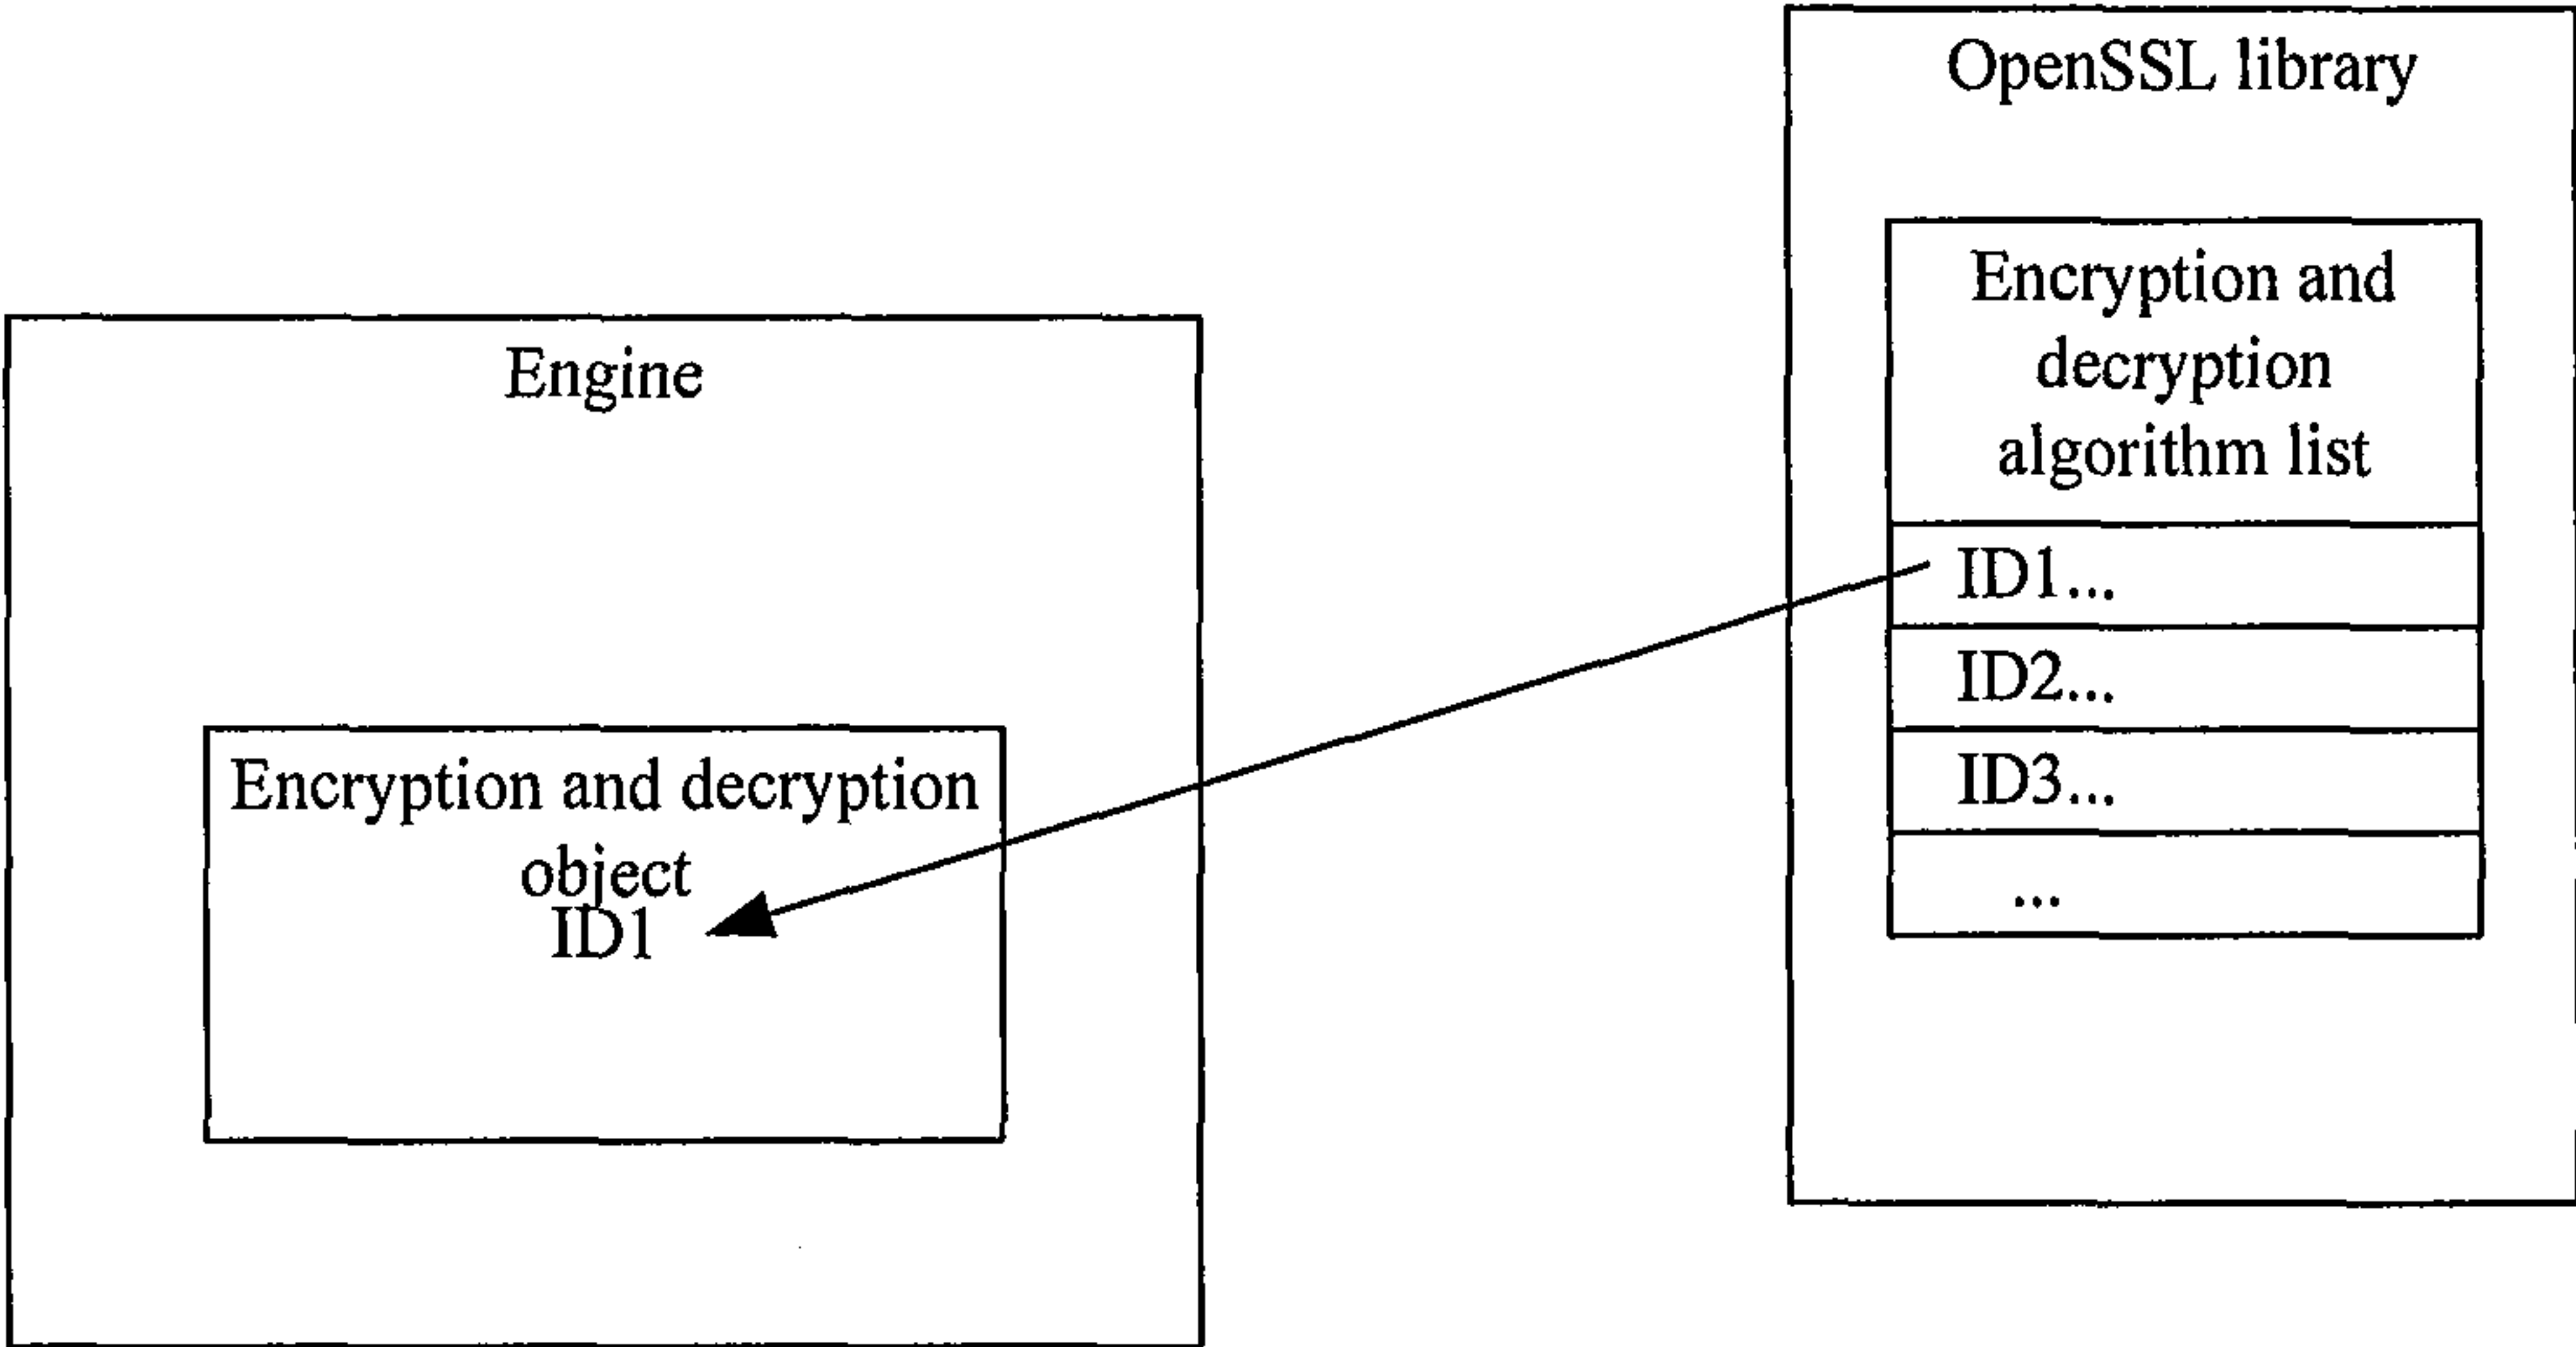 OpenSSL library
Encryption and
decryption
algorithm list
ID1...
ID2...
ID3...
...
Engine
Encryption and decryption
object
ID1